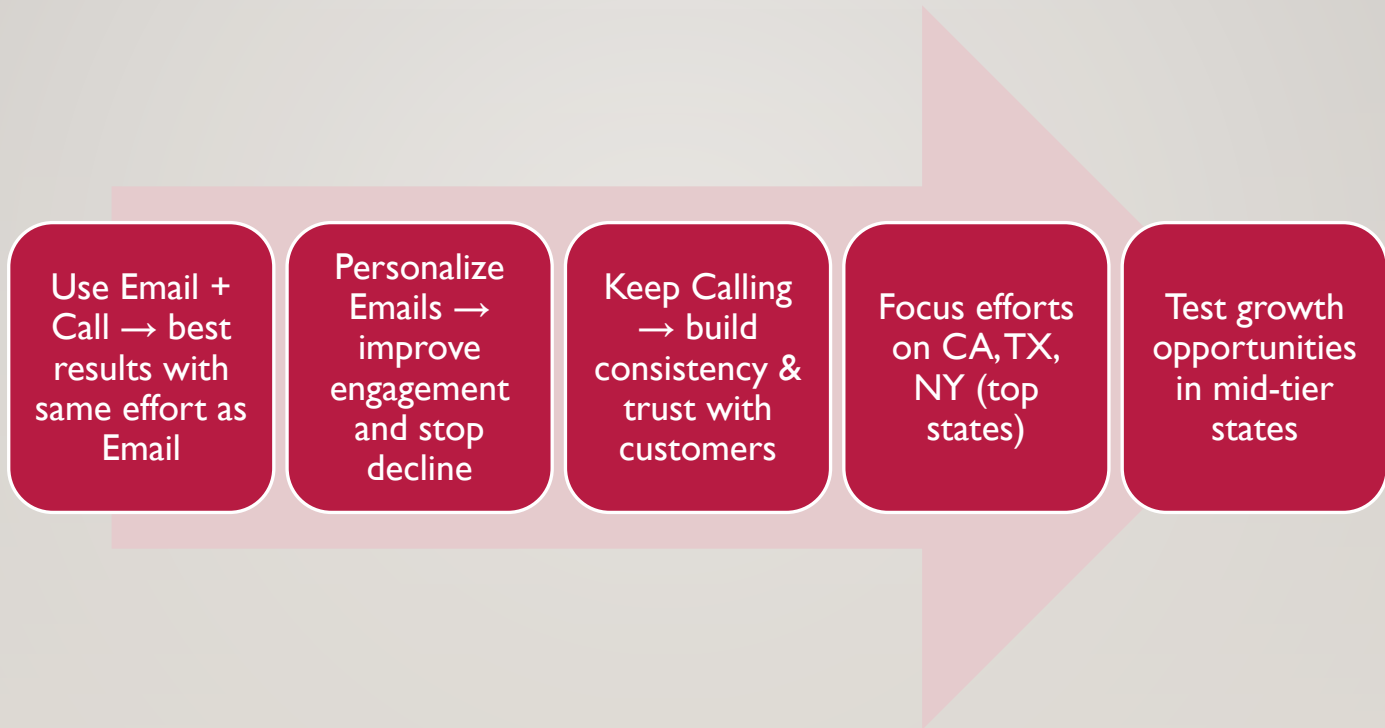 Use Email +
Call → best
results with
same effort as
Email
Personalize
Emails →
improve
engagement
and stop
decline
Keep Calling
→ build
consistency &
trust with
customers
Focus efforts
on CA, TX,
NY (top
states)
Test growth
opportunities
in mid-tier
states